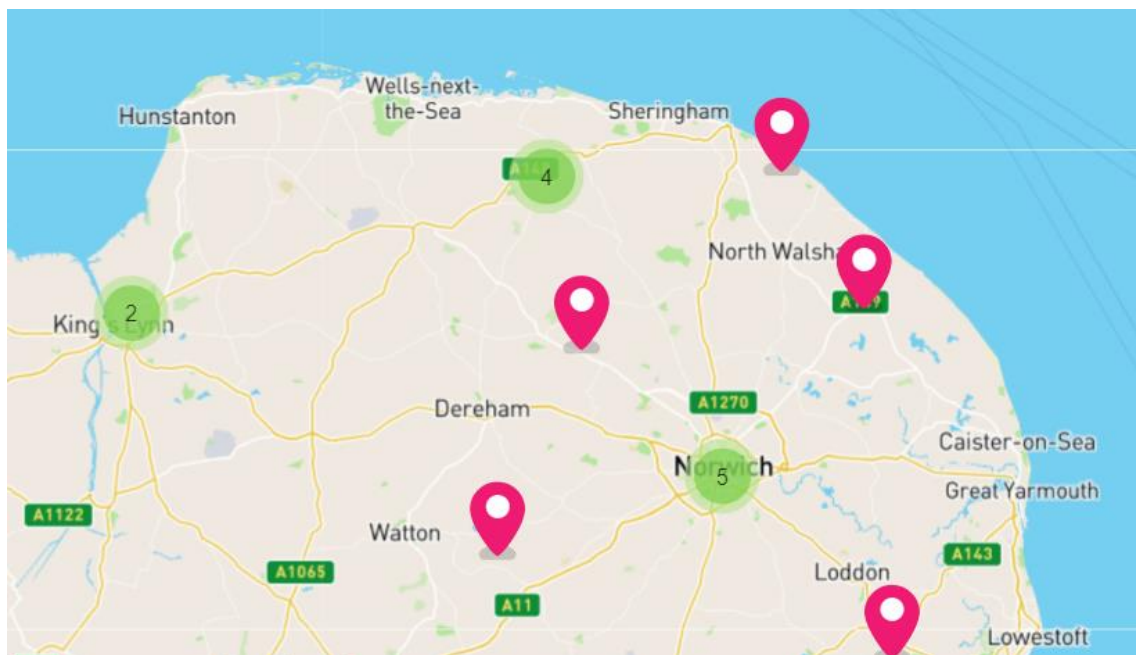 Wells-next-
the-Sea
Hunstanton
Sheringham
4
North Walsha
2
King's Lynn
Dereham
A1270
Caister-on-Sea
Norwich
5
Great Yarmouth
A1122
Watton
A143
A1065
Loddon
A11
Lowestoft